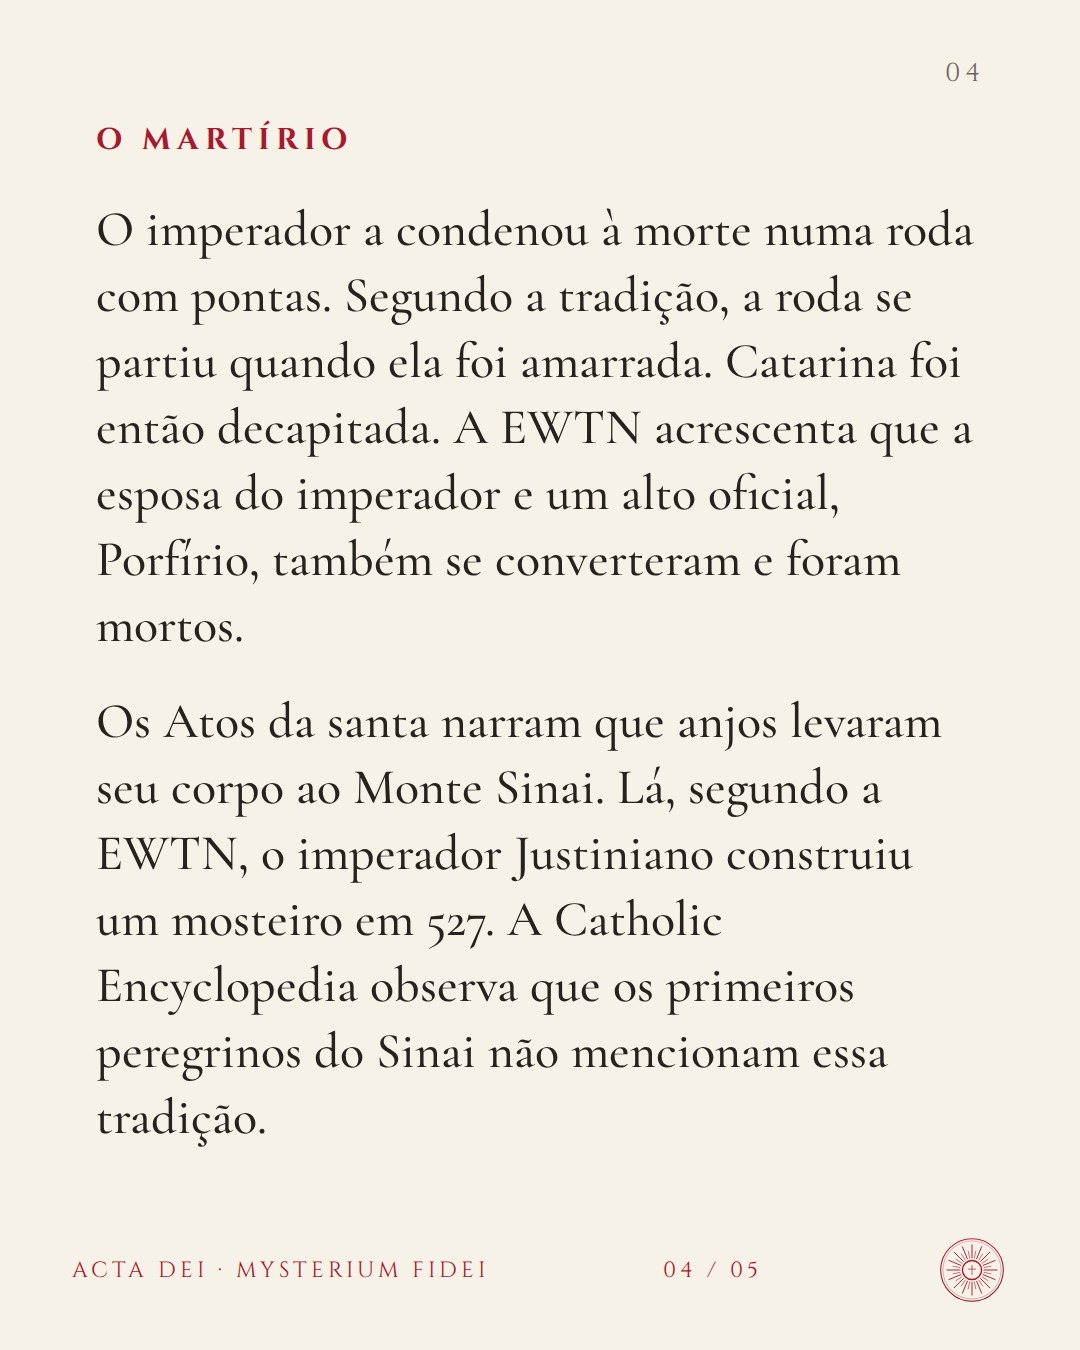 04
O MARTÍRIO
O imperador a condenou à morte numa roda
com pontas. Segundo a tradição, a roda se
partiu quando ela foi amarrada. Catarina foi
então decapitada. A EWTN acrescenta que a
esposa do imperador e um alto oficial,
Porfírio, também se converteram e foram
mortos.
Os Atos da santa narram que anjos levaram
seu corpo ao Monte Sinai. Lá, segundo a
EWTN, o imperador Justiniano construiu
um mosteiro em 527. A Catholic
Encyclopedia observa que os primeiros
peregrinos do Sinai não mencionam essa
tradição.
ACTA DEI · MYSTERIUM FIDEI
04 / 05